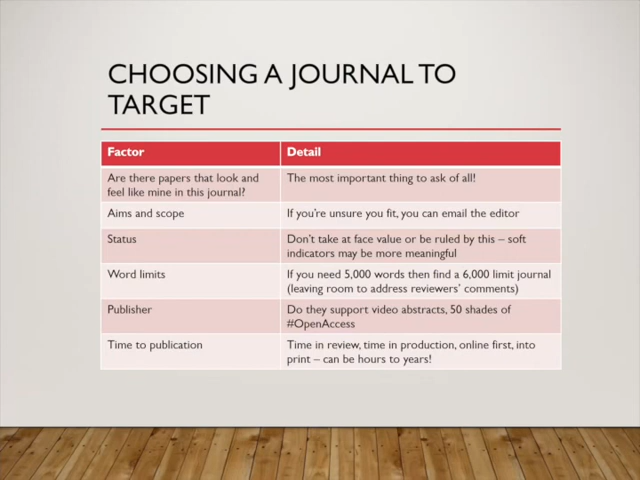 CHOOSING A JOURNAL TO
TARGET
Factor
Detail
Are there papers that look and
feel like mine in this journal?
The most important thing to ask of all!
Aims and scope
If you're unsure you fit, you can email the editor
Status
Don't take at face value or be ruled by this – soft
indicators may be more meaningful
Word limits
If you need 5,000 words then find a 6,000 limit journal
(leaving room to address reviewers' comments)
Publisher
Do they support video abstracts, 50 shades of
#OpenAccess
Time to publication
Time in review, time in production, online first, into
print – can be hours to years!